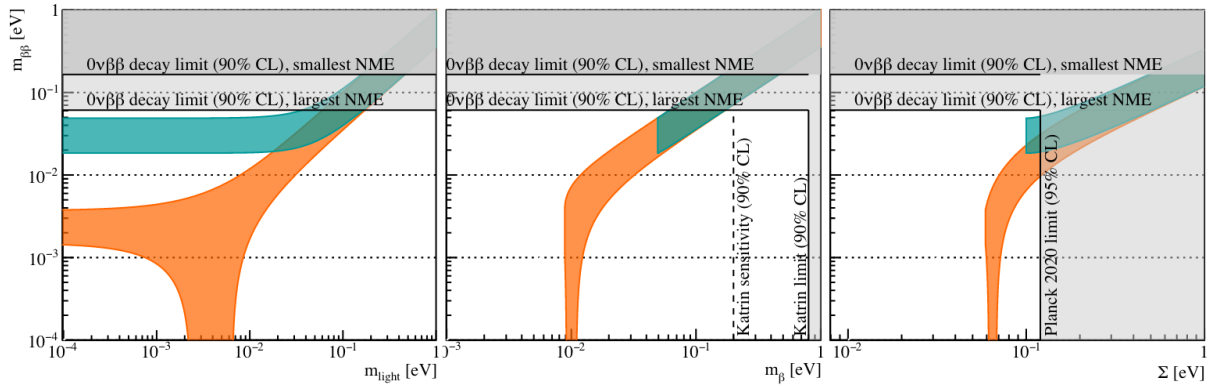 m_ββ [eV]
1
10⁻¹
10⁻²
10⁻³
10⁻⁴
0νββ decay limit (90% CL), smallest NME
0νββ decay limit (90% CL), largest NME
10⁻⁴ 10⁻³ 10⁻² 10⁻¹ 1
m_light [eV]
0νββ decay limit (90% CL), smallest NME
0νββ decay limit (90% CL), largest NME
Katrin sensitivity (90% CL)
Katrin limit (90% CL)
10⁻³ 10⁻² 10⁻¹ 1
m_β [eV]
0νββ decay limit (90% CL), smallest NME
0νββ decay limit (90% CL), largest NME
Planck 2020 limit (95% CL)
10⁻² 10⁻¹ 1
Σ [eV]